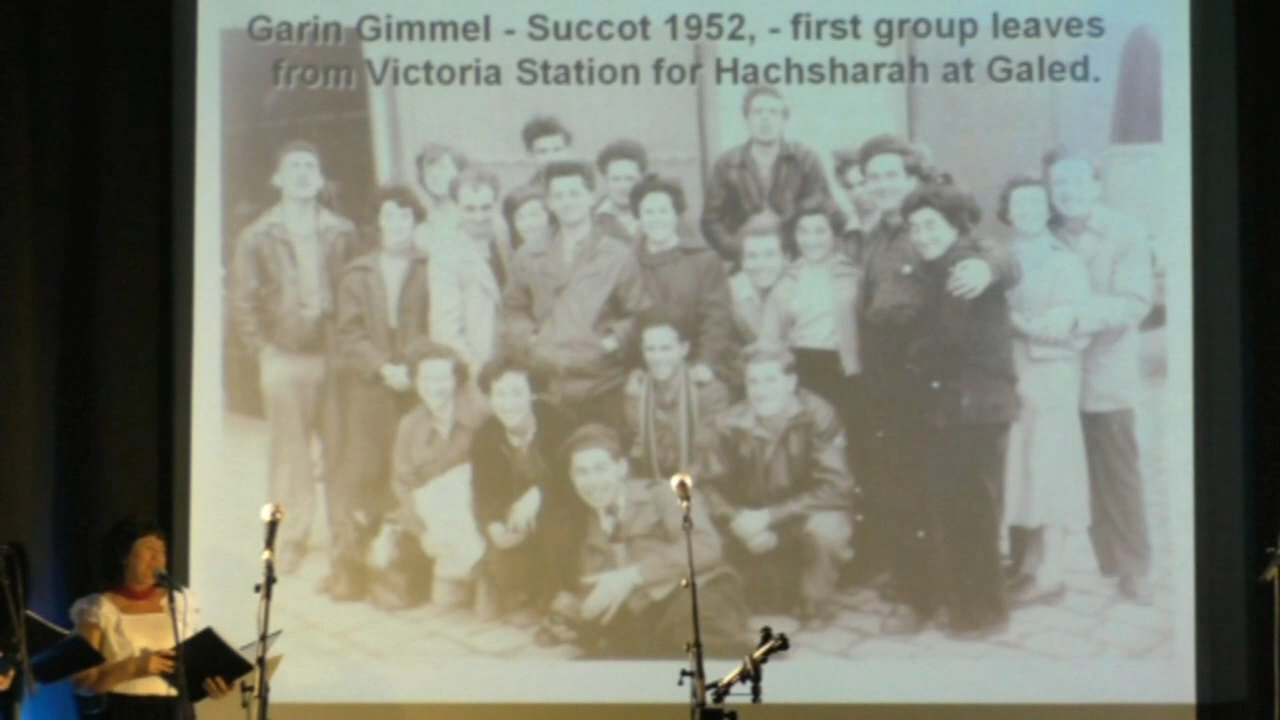 Garin Gimmel - Succot 1952, - first group leaves
from Victoria Station for Hachsharah at Galed.